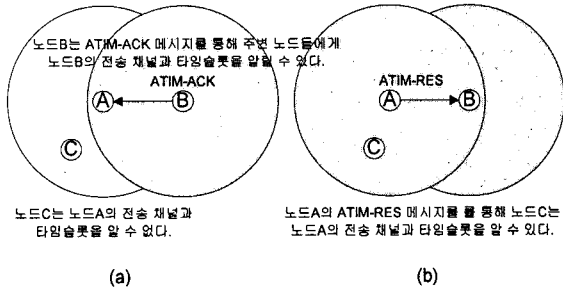 노드B는 ATIM-ACK 메시지를 통해 주변 노드들에게
노드B의 전송 채널과 타임슬롯을 알릴 수 있다.
ATIM-ACK
A
B
C
노드C는 노드A의 전송 채널과
타임슬롯을 알 수 없다.
(a)
ATIM-RES
A
B
C
노드A의 ATIM-RES 메시지를 를 통해 노드C는
노드A의 전송 채널과 타임슬롯을 알 수 있다.
(b)